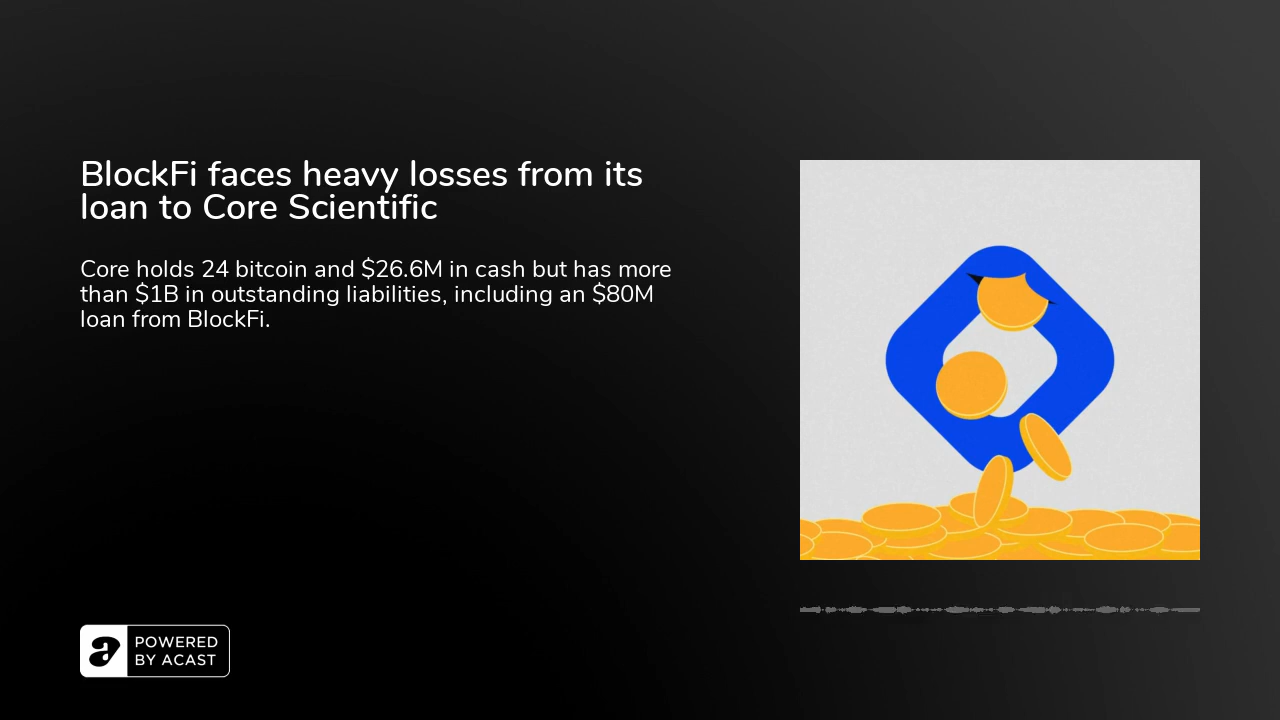 BlockFi faces heavy losses from its
loan to Core Scientific
Core holds 24 bitcoin and $26.6M in cash but has more
than $1B in outstanding liabilities, including an $80M
loan from BlockFi.
POWERED
BY ACAST